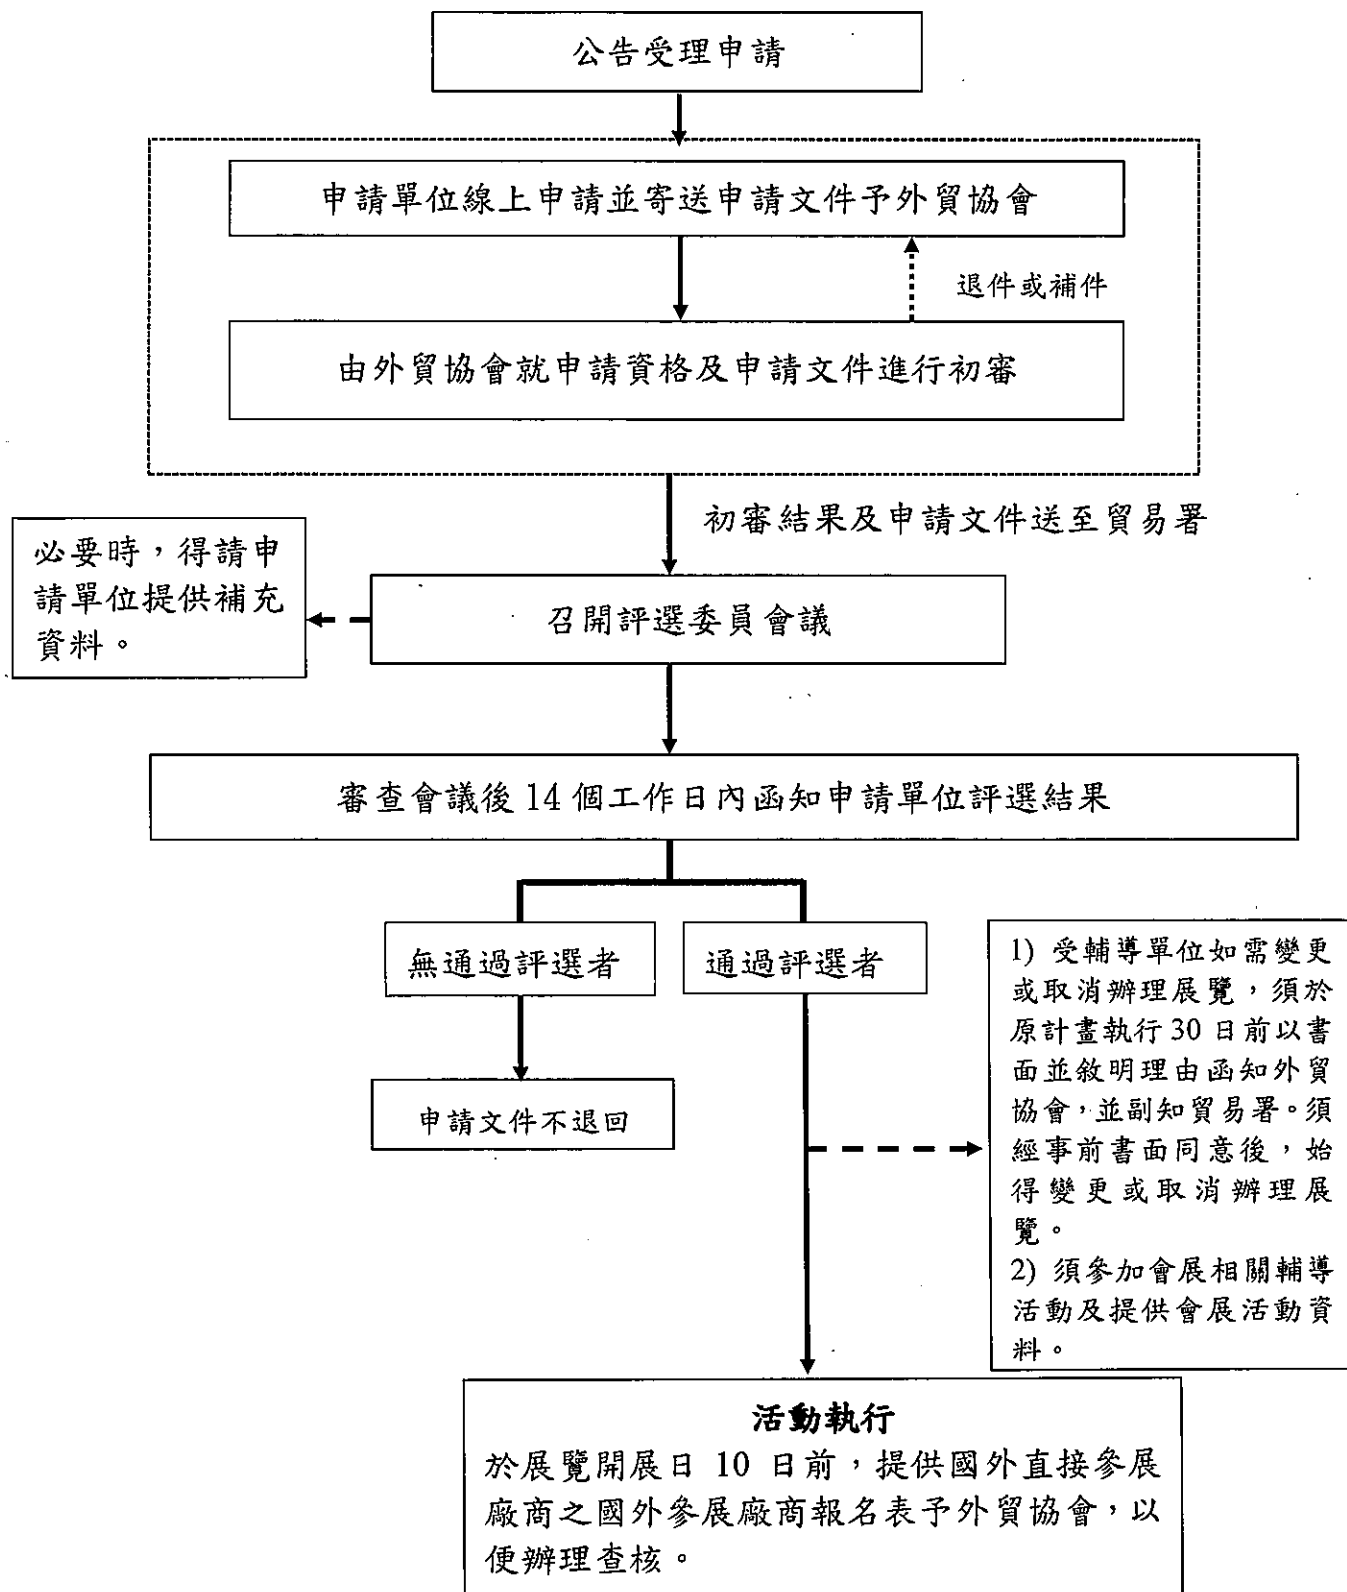 公告受理申請
申請單位線上申請並寄送申請文件予外貿協會
退件或補件
由外貿協會就申請資格及申請文件進行初審
初審結果及申請文件送至貿易署
必要時，得請申
請單位提供補充
資料。
召開評選委員會議
審查會議後 14 個工作日內函知申請單位評選結果
無通過評選者
通過評選者
申請文件不退回
1) 受輔導單位如需變更
或取消辦理展覽，須於
原計畫執行 30 日前以書
面並敘明理由函知外貿
協會，並副知貿易署。須
經事前書面同意後，始
得變更或取消辦理展
覽。
2) 須參加會展相關輔導
活動及提供會展活動資
料。
活動執行
於展覽開展日 10 日前，提供國外直接參展
廠商之國外參展廠商報名表予外貿協會，以
便辦理查核。